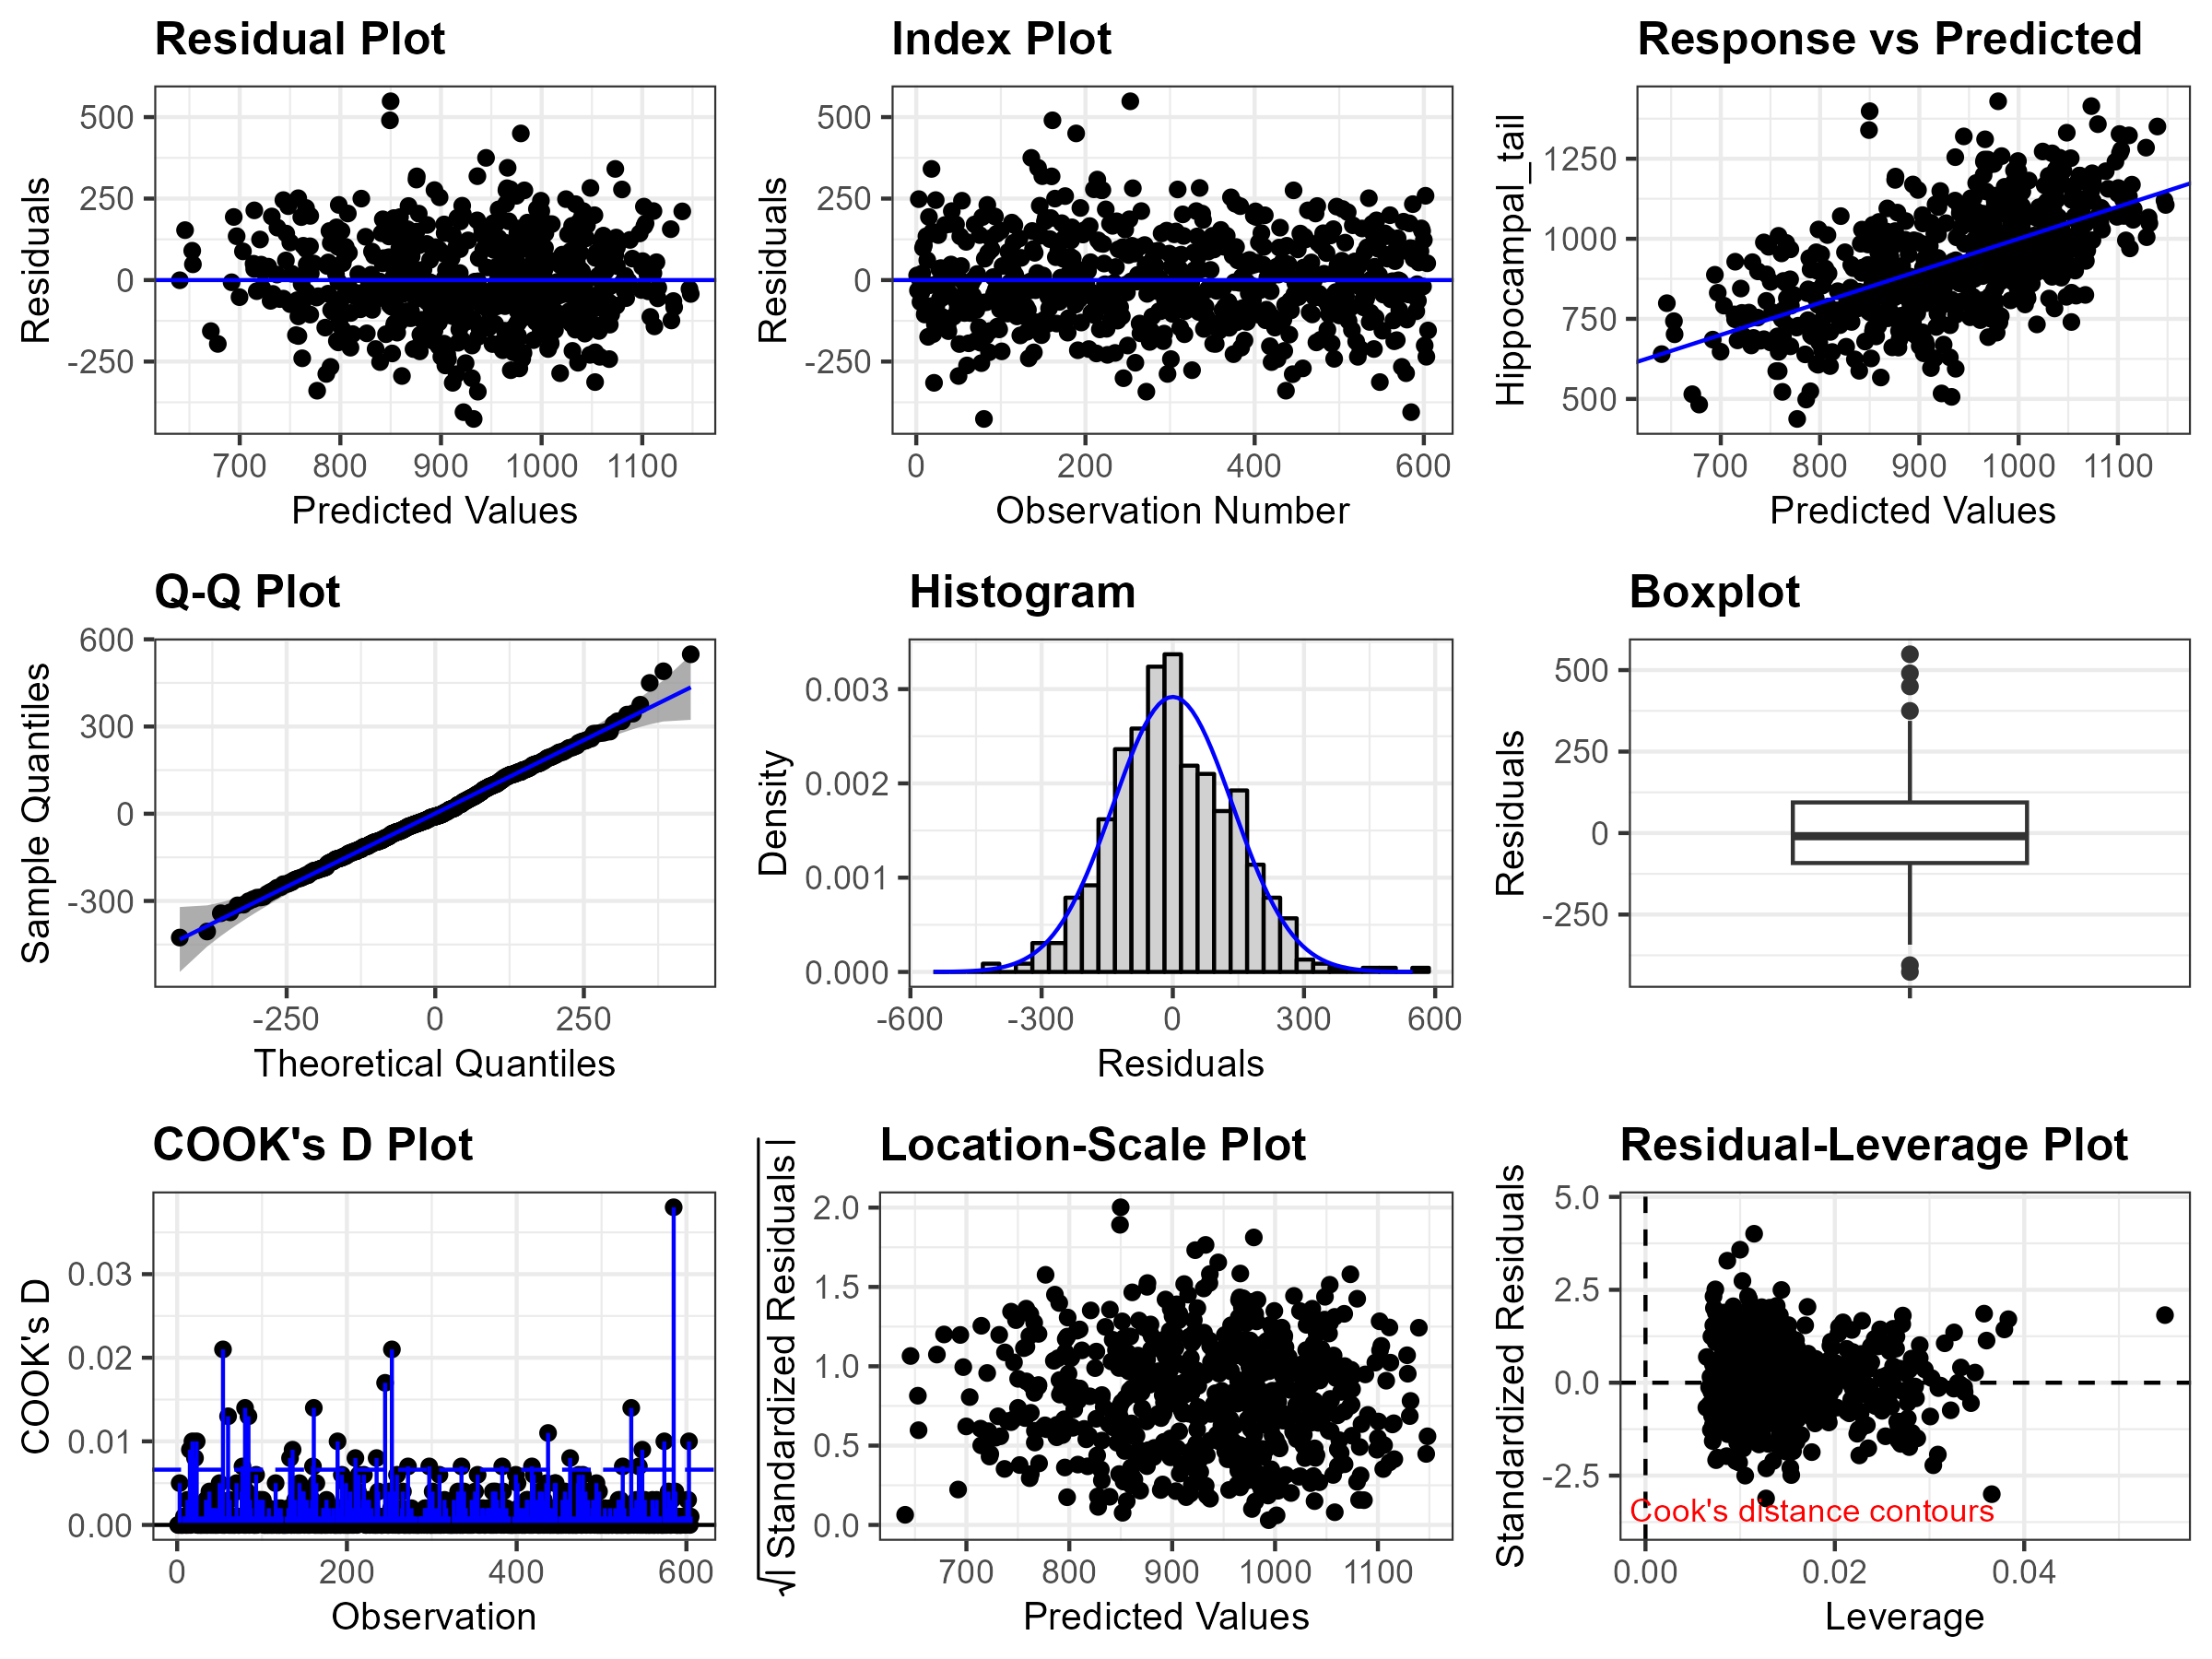 Residual Plot
Residuals
500
250
0
-250
700 800 900 1000 1100
Predicted Values
Index Plot
Residuals
500
250
0
-250
0 200 400 600
Observation Number
Response vs Predicted
Hippocampal_tail
1250
1000
750
500
700 800 900 1000 1100
Predicted Values
Q-Q Plot
Sample Quantiles
600
300
0
-300
-250 0 250
Theoretical Quantiles
Histogram
Density
0.003
0.002
0.001
0.000
-600 -300 0 300 600
Residuals
Boxplot
Residuals
500
250
0
-250
COOK's D Plot
COOK's D
0.03
0.02
0.01
0.00
0 200 400 600
Observation
Location-Scale Plot
√| Standardized Residuals |
2.0
1.5
1.0
0.5
0.0
700 800 900 1000 1100
Predicted Values
Residual-Leverage Plot
Standardized Residuals
5.0
2.5
0.0
-2.5
Cook's distance contours
0.00 0.02 0.04
Leverage